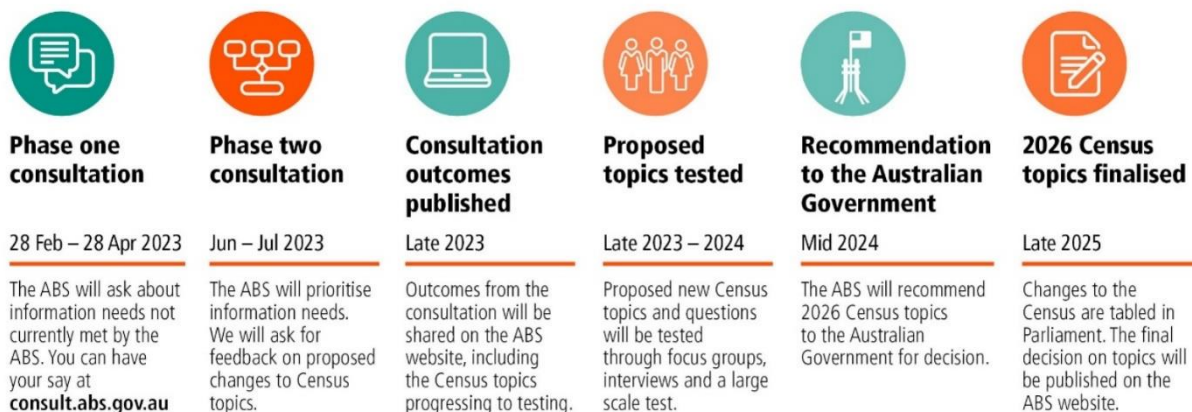 Phase one
consultation
28 Feb – 28 Apr 2023
The ABS will ask about
information needs not
currently met by the
ABS. You can have
your say at
consult.abs.gov.au
Phase two
consultation
Jun – Jul 2023
The ABS will prioritise
information needs.
We will ask for
feedback on proposed
changes to Census
topics.
Consultation
outcomes
published
Late 2023
Outcomes from the
consultation will be
shared on the ABS
website, including
the Census topics
progressing to testing.
Proposed
topics tested
Late 2023 – 2024
Proposed new Census
topics and questions
will be tested
through focus groups,
interviews and a large
scale test.
Recommendation
to the Australian
Government
Mid 2024
The ABS will recommend
2026 Census topics
to the Australian
Government for decision.
2026 Census
topics finalised
Late 2025
Changes to the
Census are tabled in
Parliament. The final
decision on topics will
be published on the
ABS website.